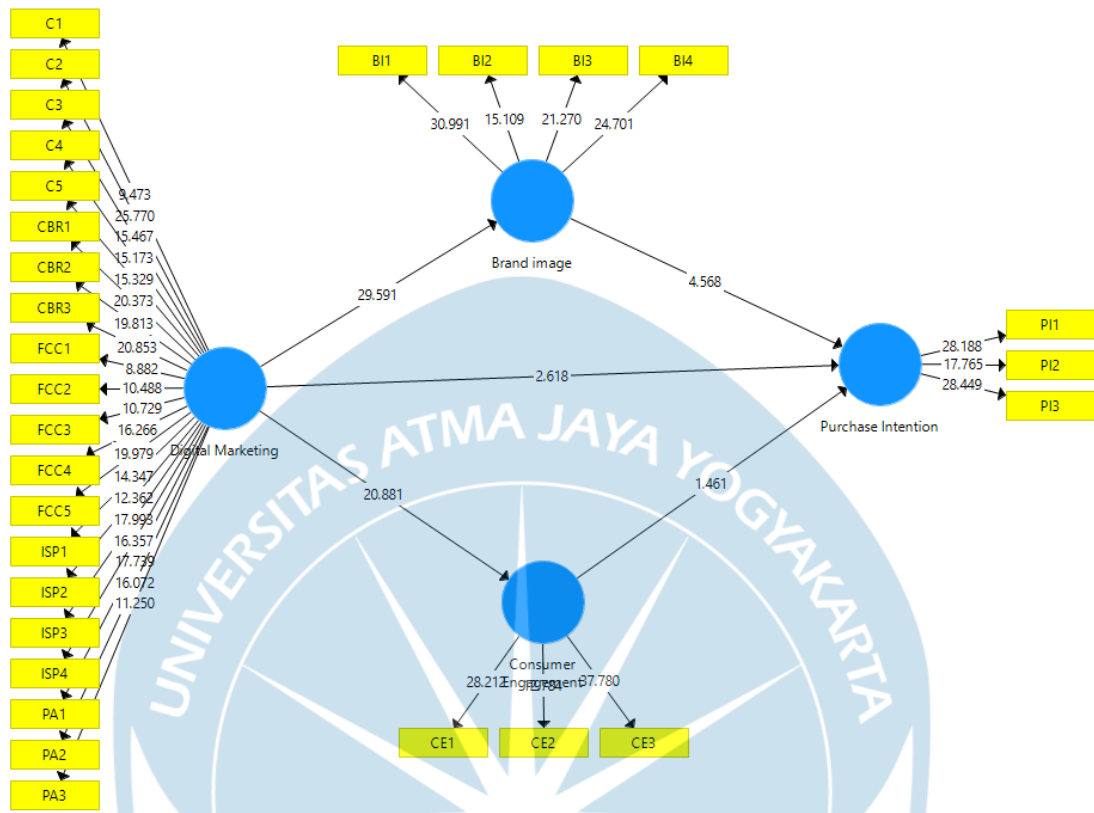 C1
C2
C3
C4
C5
CBR1
CBR2
CBR3
FCC1
FCC2
FCC3
FCC4
FCC5
ISP1
ISP2
ISP3
ISP4
PA1
PA2
PA3
9.473
25.770
15.467
15.173
15.329
20.373
19.813
20.853
8.882
10.488
10.729
16.266
19.979
14.347
12.362
17.993
16.357
17.739
16.072
11.250
Digital Marketing
BI1 BI2 BI3 BI4
30.991 15.109 21.270 24.701
Brand image
29.591
4.568
2.618
20.881
1.461
Consumer
Engagement
28.212 37.780
CE1 CE2 CE3
Purchase Intention
28.188
17.765
28.449
PI1
PI2
PI3
UNIVERSITAS ATMA JAYA YOGYAKARTA